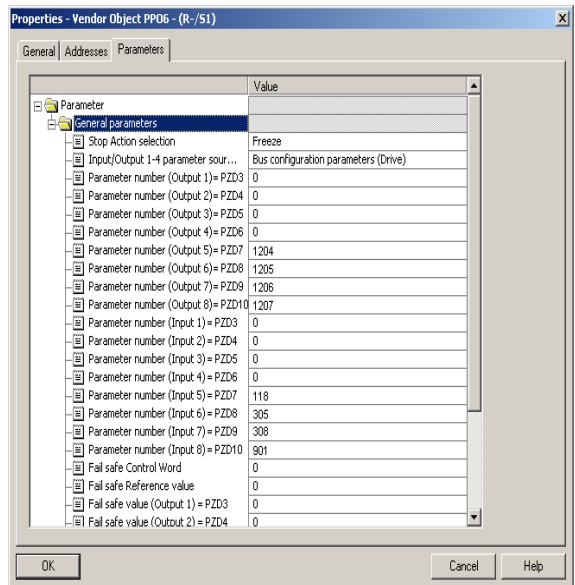 Properties - Vendor Object PPO6 - (R-/S1)
General Addresses Parameters
Value
Parameter
General parameters
Stop Action selection Freeze
Input/Output 1-4 parameter sour... Bus configuration parameters (Drive)
Parameter number (Output 1)= PZD3 0
Parameter number (Output 2)= PZD4 0
Parameter number (Output 3)= PZD5 0
Parameter number (Output 4)= PZD6 0
Parameter number (Output 5)= PZD7 1204
Parameter number (Output 6)= PZD8 1205
Parameter number (Output 7)= PZD9 1206
Parameter number (Output 8)= PZD10 1207
Parameter number (Input 1) = PZD3 0
Parameter number (Input 2) = PZD4 0
Parameter number (Input 3) = PZD5 0
Parameter number (Input 4) = PZD6 0
Parameter number (Input 5) = PZD7 118
Parameter number (Input 6) = PZD8 305
Parameter number (Input 7) = PZD9 308
Parameter number (Input 8) = PZD10 901
Fail safe Control Word 0
Fail safe Reference value 0
Fail safe value (Output 1) = PZD3 0
Fail safe value (Output 2) = PZD4 0
OK Cancel Help